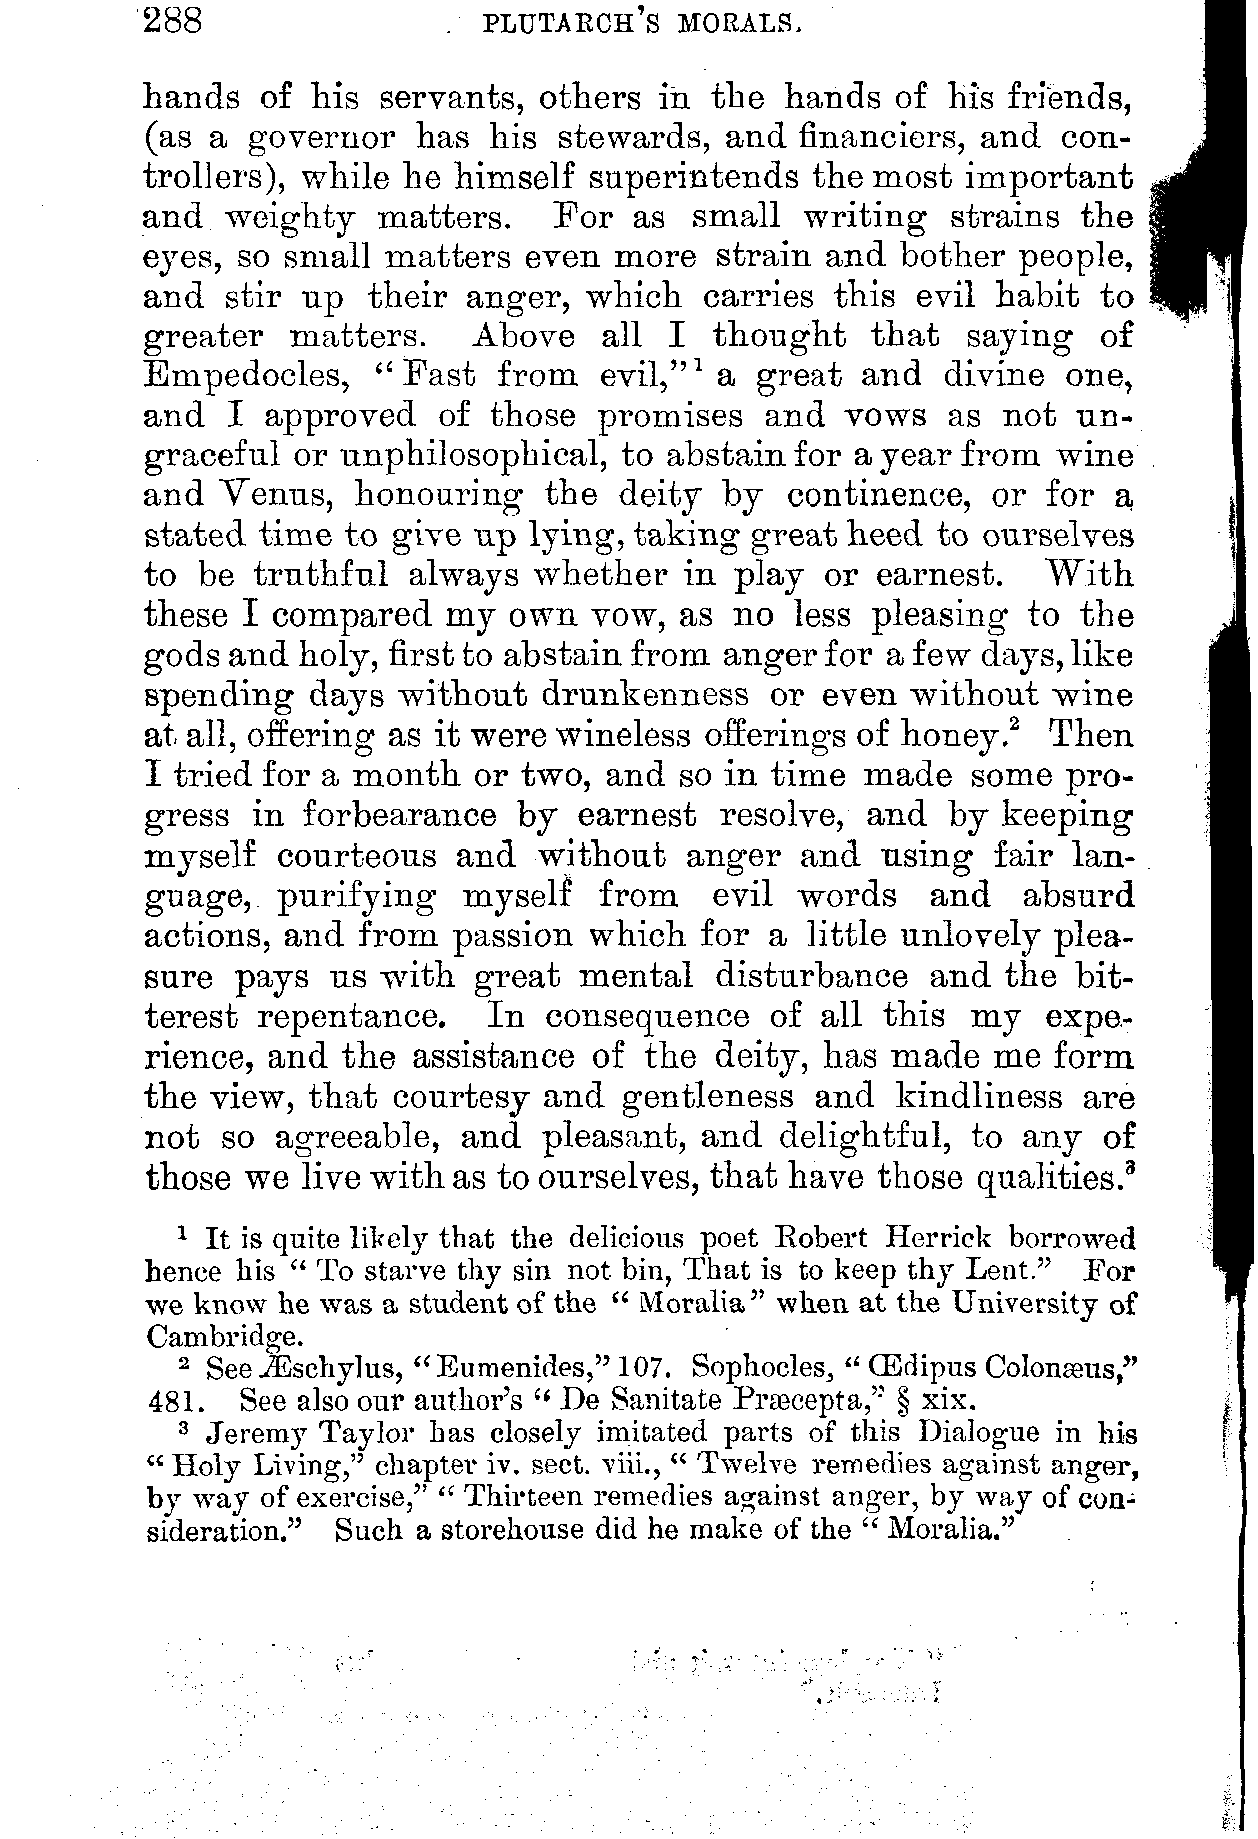 288 PLUTARCH'S MORALS.
hands of his servants, others in the hands of his friends,
(as a governor has his stewards, and financiers, and con-
trollers), while he himself superintends the most important
and weighty matters. For as small writing strains the
eyes, so small matters even more strain and bother people,
and stir up their anger, which carries this evil habit to
greater matters. Above all I thought that saying of
Empedocles, “Fast from evil,”¹ a great and divine one,
and I approved of those promises and vows as not un-
graceful or unphilosophical, to abstain for a year from wine
and Venus, honouring the deity by continence, or for a
stated time to give up lying, taking great heed to ourselves
to be truthful always whether in play or earnest. With
these I compared my own vow, as no less pleasing to the
gods and holy, first to abstain from anger for a few days, like
spending days without drunkenness or even without wine
at all, offering as it were wineless offerings of honey.² Then
I tried for a month or two, and so in time made some pro-
gress in forbearance by earnest resolve, and by keeping
myself courteous and without anger and using fair lan-
guage, purifying myself from evil words and absurd
actions, and from passion which for a little unlovely plea-
sure pays us with great mental disturbance and the bit-
terest repentance. In consequence of all this my expe-
rience, and the assistance of the deity, has made me form
the view, that courtesy and gentleness and kindliness are
not so agreeable, and pleasant, and delightful, to any of
those we live with as to ourselves, that have those qualities.³
¹ It is quite likely that the delicious poet Robert Herrick borrowed
hence his “To starve thy sin not bin, That is to keep thy Lent.” For
we know he was a student of the “Moralia” when at the University of
Cambridge.
² See Æschylus, “Eumenides,” 107. Sophocles, “Œdipus Colonæus,”
481. See also our author's “De Sanitate Præcepta,” § xix.
³ Jeremy Taylor has closely imitated parts of this Dialogue in his
“Holy Living,” chapter iv. sect. viii., “Twelve remedies against anger,
by way of exercise,” “Thirteen remedies against anger, by way of con-
sideration.” Such a storehouse did he make of the “Moralia.”